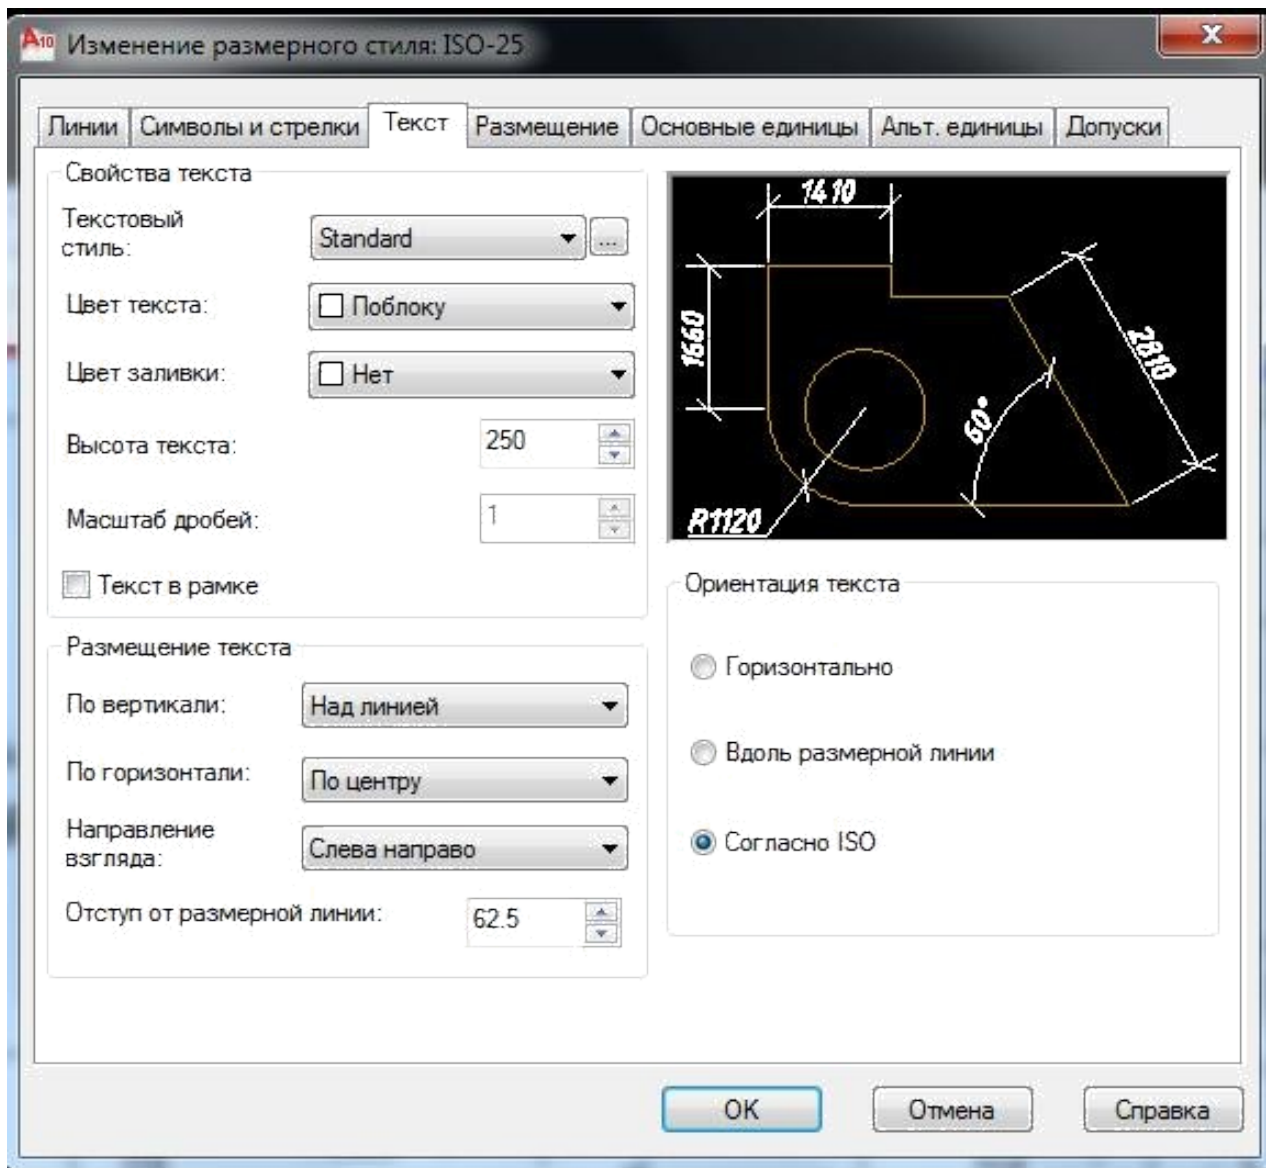 A10 Изменение размерного стиля: ISO-25
X
Линии Символы и стрелки Текст Размещение Основные единицы Альт. единицы Допуски
Свойства текста
Текстовый
стиль:
Standard
...
Цвет текста:
Поблоку
Цвет заливки:
Нет
Высота текста:
250
Масштаб дробей:
1
Текст в рамке
Размещение текста
По вертикали:
Над линией
По горизонтали:
По центру
Направление
взгляда:
Слева направо
Отступ от размерной линии:
62.5
1410
1660
2810
60°
R1120
Ориентация текста
Горизонтально
Вдоль размерной линии
Согласно ISO
OK
Отмена
Справка